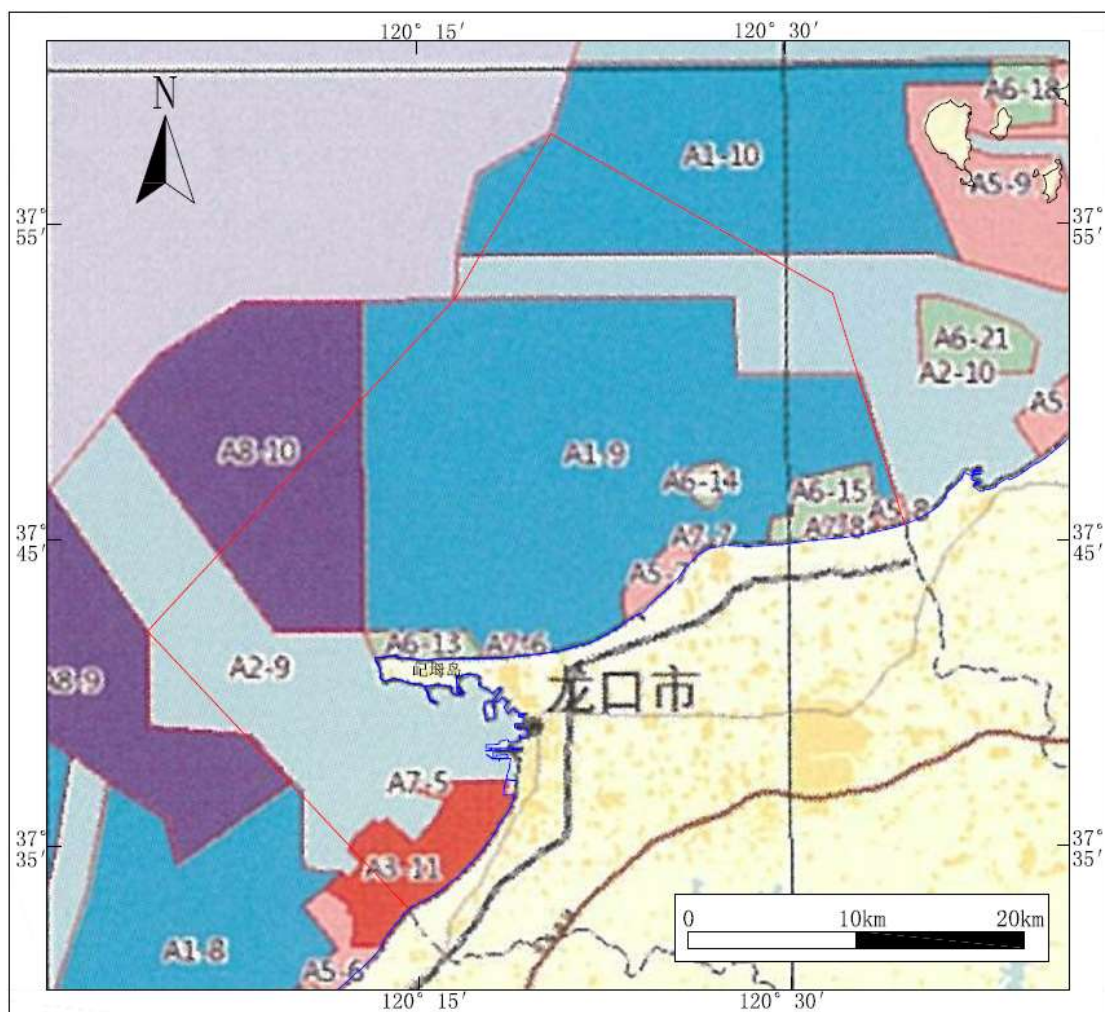 120° 15′ 120° 30′
N
A6-18
A1-10
A5-9
37° 55′
37° 55′
A6-21
A2-10
A5
A8-10
A1-9
A6-14
A6-15
A5-8
A7-8
37° 45′
37° 45′
A7-7
A5-7
A6-13
A7-6
屺㟂岛
A2-9
A8-9
龙口市
A7-5
37° 35′
37° 35′
A3-11
A1-8
A5-6
0 10km 20km
120° 15′ 120° 30′